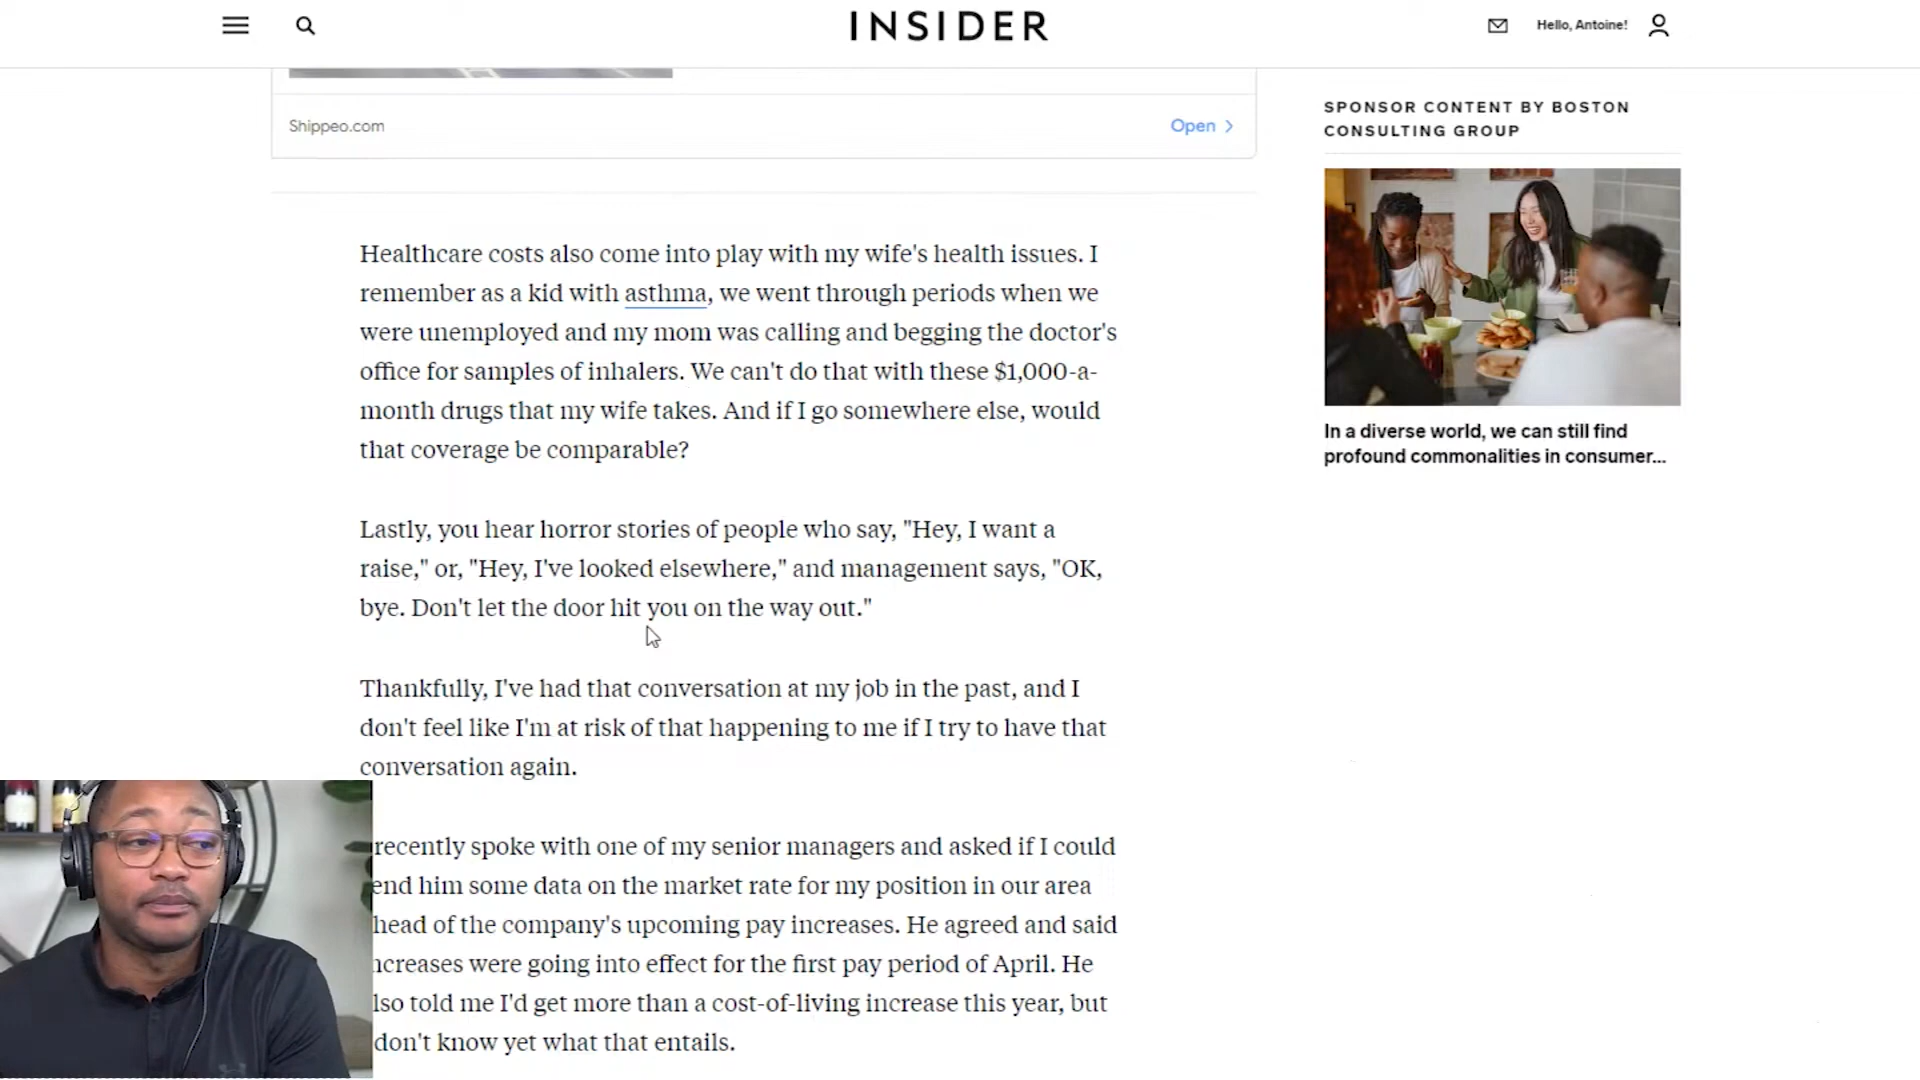 INSIDER
Hello, Antoine!
Shippeo.com
Open
Healthcare costs also come into play with my wife's health issues. I
remember as a kid with asthma, we went through periods when we
were unemployed and my mom was calling and begging the doctor's
office for samples of inhalers. We can't do that with these $1,000-a-
month drugs that my wife takes. And if I go somewhere else, would
that coverage be comparable?
Lastly, you hear horror stories of people who say, "Hey, I want a
raise," or, "Hey, I've looked elsewhere," and management says, "OK,
bye. Don't let the door hit you on the way out."
Thankfully, I've had that conversation at my job in the past, and I
don't feel like I'm at risk of that happening to me if I try to have that
conversation again.
recently spoke with one of my senior managers and asked if I could
end him some data on the market rate for my position in our area
head of the company's upcoming pay increases. He agreed and said
ncreases were going into effect for the first pay period of April. He
lso told me I'd get more than a cost-of-living increase this year, but
don't know yet what that entails.
SPONSOR CONTENT BY BOSTON
CONSULTING GROUP
In a diverse world, we can still find
profound commonalities in consumer...